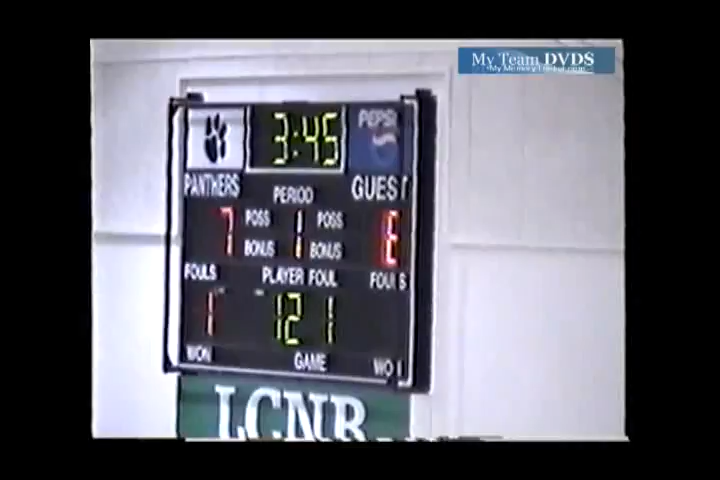 My Team DVDS
3:45
PEPSI
PANTHERS
PERIOD
GUEST
7 POSS 1 POSS
BONUS BONUS
FOULS PLAYER FOUL FOULS
1 12 1
WON GAME WON
LCNB